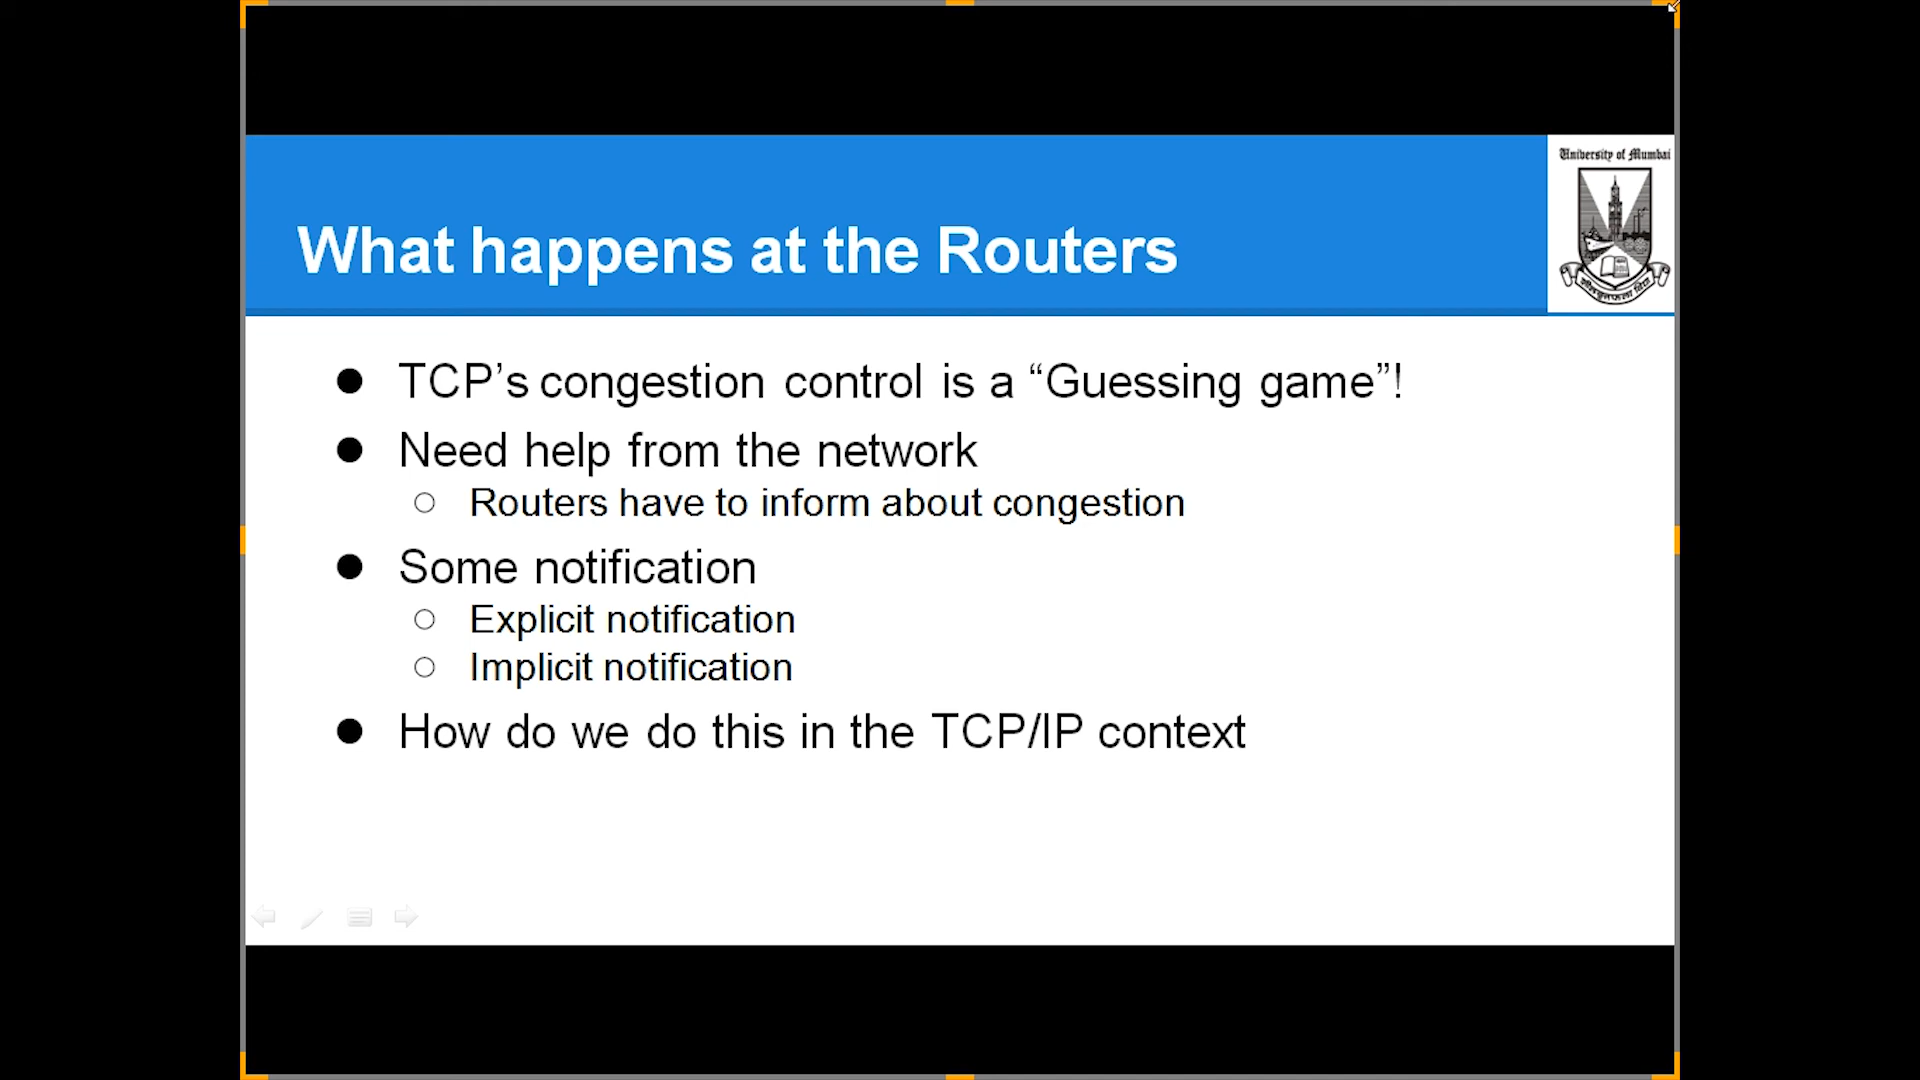 University of Mumbai
What happens at the Routers
● TCP’s congestion control is a “Guessing game”!
● Need help from the network
○ Routers have to inform about congestion
● Some notification
○ Explicit notification
○ Implicit notification
● How do we do this in the TCP/IP context